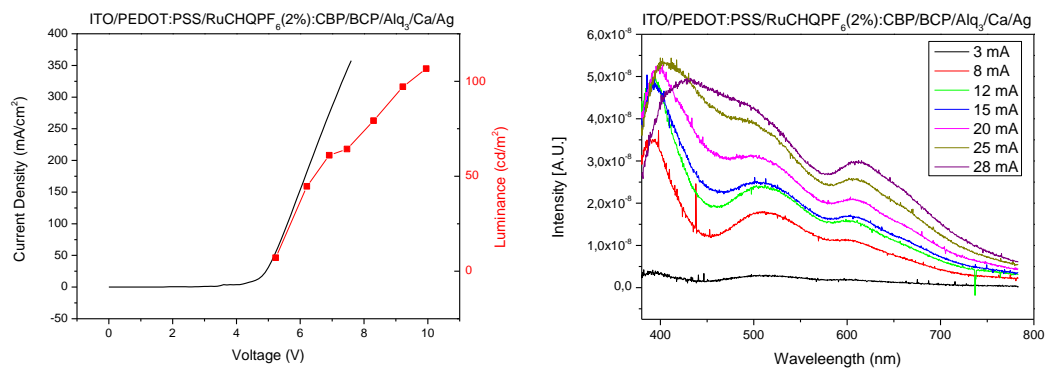 ITO/PEDOT:PSS/RuCHQPF6(2%):CBP/BCP/Alq3/Ca/Ag
400
350
300
250
200
150
100
50
0
-50
Current Density (mA/cm2)
0 2 4 6 8 10
Voltage (V)
100
50
0
Luminance (cd/m2)
ITO/PEDOT:PSS/RuCHQPF6(2%):CBP/BCP/Alq3/Ca/Ag
6,0x10-8
5,0x10-8
4,0x10-8
3,0x10-8
2,0x10-8
1,0x10-8
0,0
Intensity [A.U.]
400 500 600 700 800
Waveleength (nm)
3 mA
8 mA
12 mA
15 mA
20 mA
25 mA
28 mA